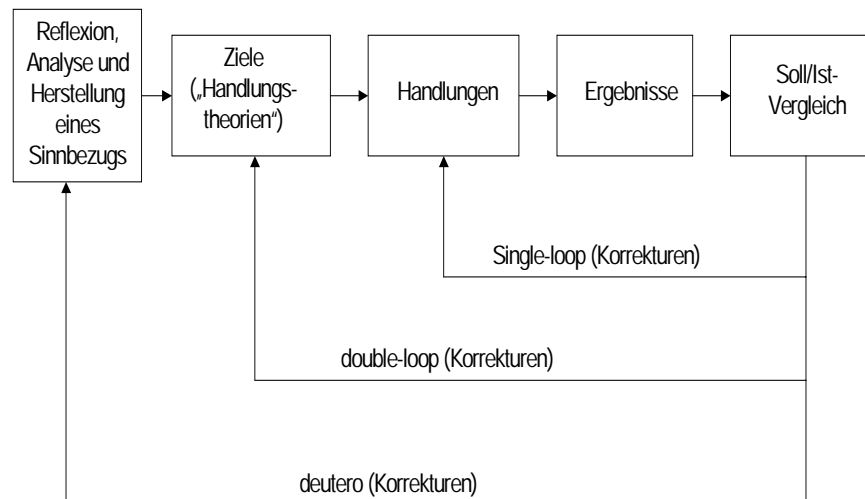 Reflexion,
Analyse und
Herstellung
eines
Sinnbezugs
Ziele
(„Handlungs-
theorien“)
Handlungen
Ergebnisse
Soll/Ist-
Vergleich
Single-loop (Korrekturen)
double-loop (Korrekturen)
deutero (Korrekturen)